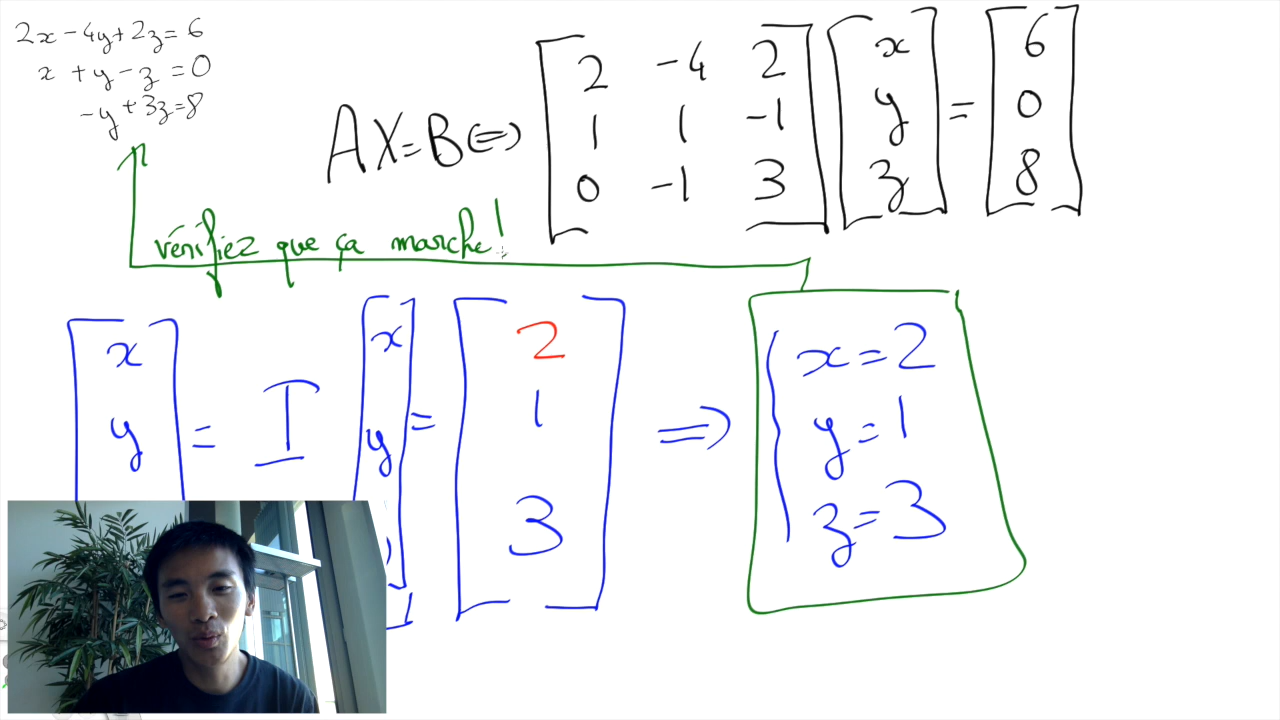 2x - 4y + 2z = 6
x + y - z = 0
-y + 3z = 8
AX = B ⇔ [2 -4 2] [x] = [6]
[1 1 -1] [y] [0]
[0 -1 3] [z] [8]
vérifiez que ça marche !
[x] = I [x] = [2] ⇒ { x = 2
[y] [y] [1] y = 1
[3] z = 3